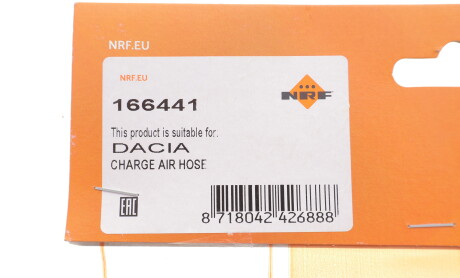 NRF.EU
NRF.EU
NRF
166441
This product is suitable for:
DACIA
CHARGE AIR HOSE
EAC
8 718042 426888